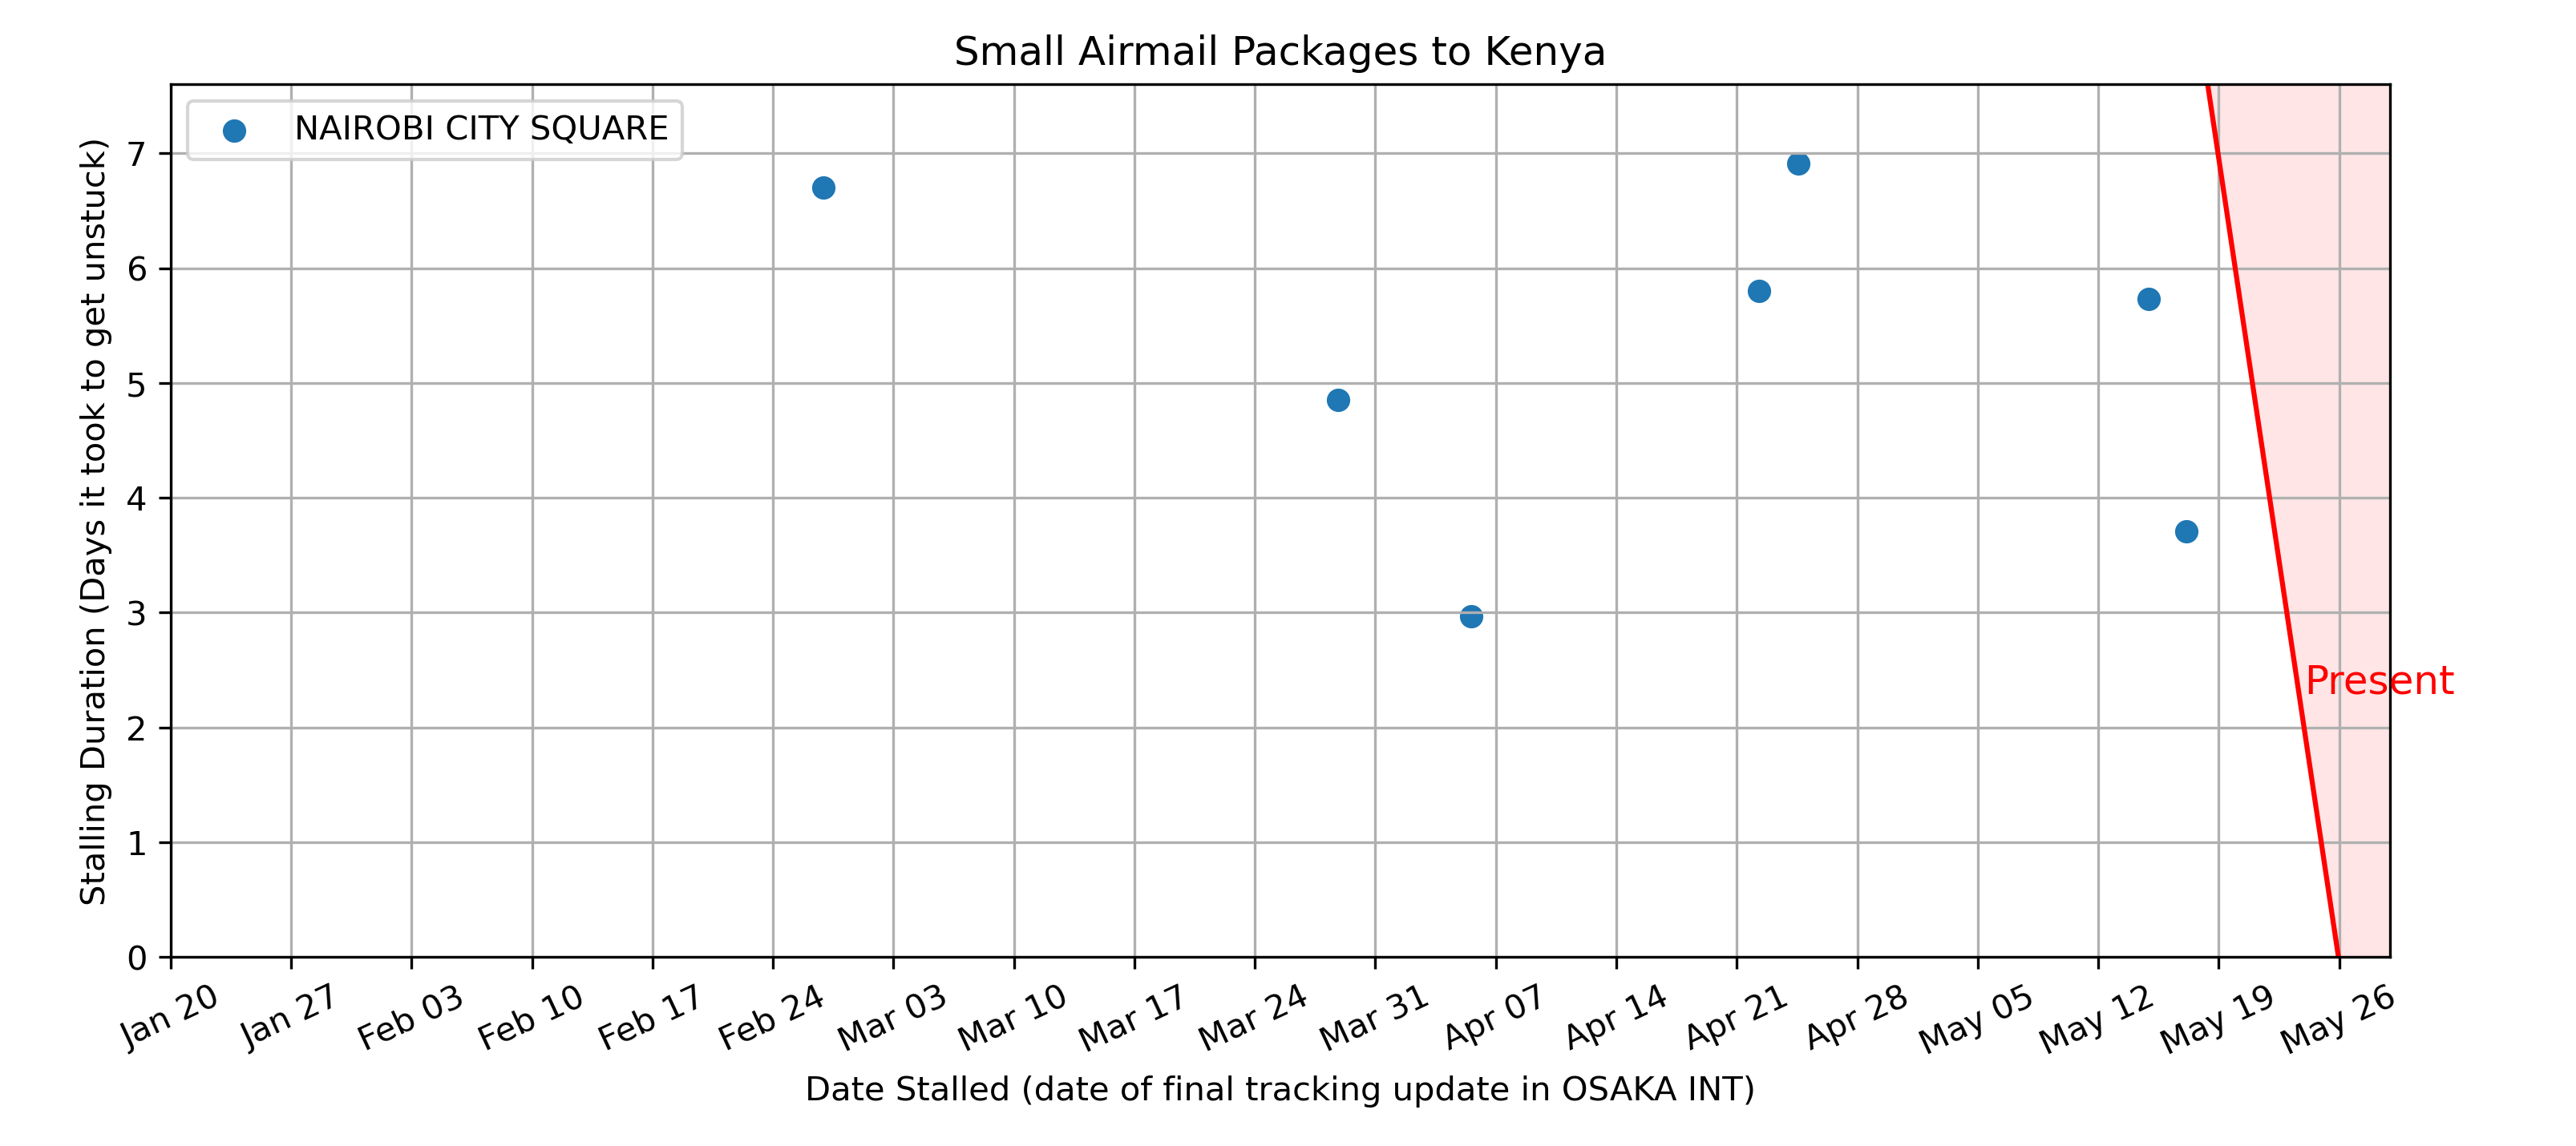 Small Airmail Packages to Kenya
NAIROBI CITY SQUARE
Stalling Duration (Days it took to get unstuck)
7
6
5
4
3
2
1
0
Present
Jan 20
Jan 27
Feb 03
Feb 10
Feb 17
Feb 24
Mar 03
Mar 10
Mar 17
Mar 24
Mar 31
Apr 07
Apr 14
Apr 21
Apr 28
May 05
May 12
May 19
May 26
Date Stalled (date of final tracking update in OSAKA INT)